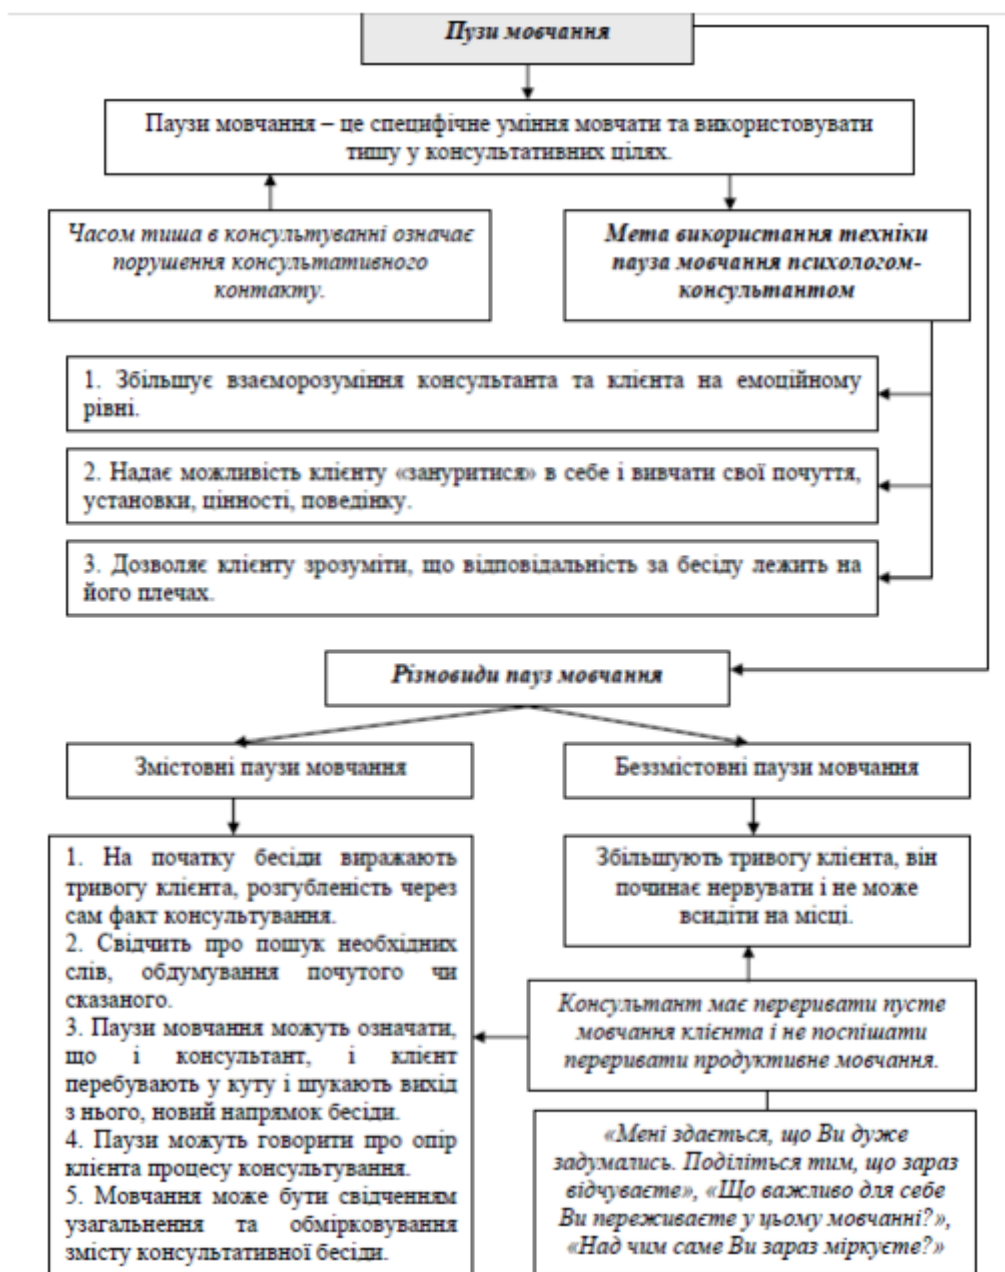 Пузи мовчання
Паузи мовчання – це специфічне уміння мовчати та використовувати
тишу у консультативних цілях.
Часом тиша в консультуванні означає
порушення консультативного
контакту.
Мета використання техніки
пауза мовчання психологом-
консультантом
1. Збільшує взаєморозуміння консультанта та клієнта на емоційному
рівні.
2. Надає можливість клієнту «зануритися» в себе і вивчати свої почуття,
установки, цінності, поведінку.
3. Дозволяє клієнту зрозуміти, що відповідальність за бесіду лежить на
його плечах.
Різновиди пауз мовчання
Змістовні паузи мовчання
Беззмістовні паузи мовчання
1. На початку бесіди виражають
тривогу клієнта, розгубленість через
сам факт консультування.
2. Свідчить про пошук необхідних
слів, обдумування почутого чи
сказаного.
3. Паузи мовчання можуть означати,
що і консультант, і клієнт
перебувають у куту і шукають вихід
з нього, новий напрямок бесіди.
4. Паузи можуть говорити про опір
клієнта процесу консультування.
5. Мовчання може бути свідченням
узагальнення та обмірковування
змісту консультативної бесіди.
Збільшують тривогу клієнта, він
починає нервувати і не може
всидіти на місці.
Консультант має переривати пусте
мовчання клієнта і не поспішати
переривати продуктивне мовчання.
«Мені здається, що Ви дуже
задумались. Поділіться тим, що зараз
відчуваєте», «Що важливо для себе
Ви переживаєте у цьому мовчанні?»,
«Над чим саме Ви зараз міркуєте?»